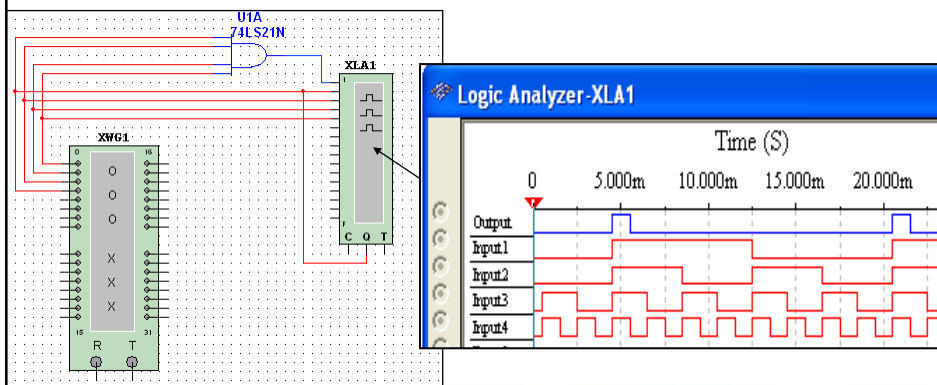 U1A
74LS21N
XLA1
1
F
C Q T
XWG1
0 16
O
O
O
X
X
X
15 31
R T
Logic Analyzer-XLA1
Time (S)
0 5.000m 10.000m 15.000m 20.000m
Output
Input1
Input2
Input3
Input4